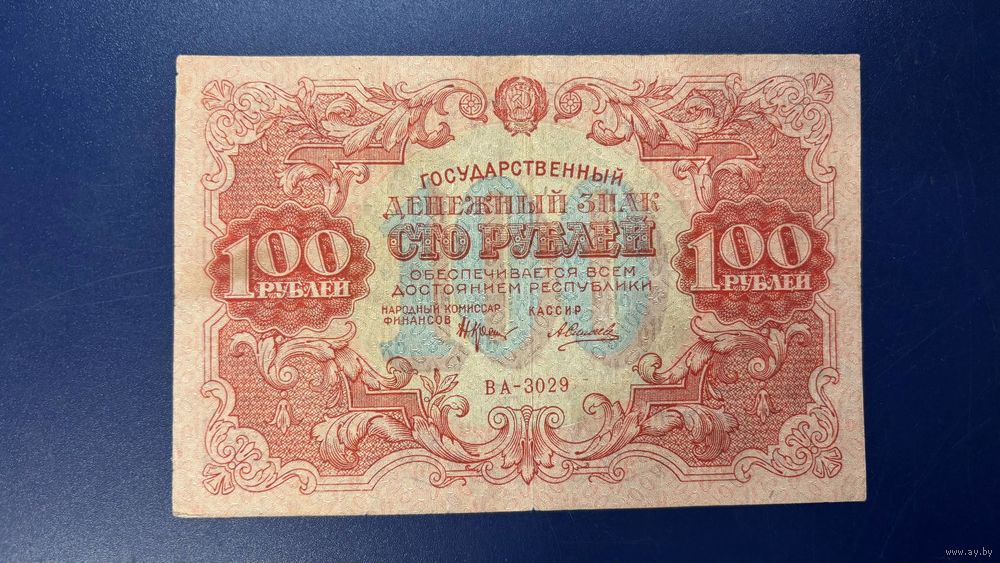 ГОСУДАРСТВЕННЫЙ
ДЕНЕЖНЫЙ ЗНАК
СТО РУБЛЕЙ
100
ОБЕСПЕЧИВАЕТСЯ ВСЕМ
ДОСТОЯНИЕМ РЕСПУБЛИКИ
100
РУБЛЕЙ
100
РУБЛЕЙ
НАРОДНЫЙ КОМИССАР
ФИНАНСОВ
КАССИР
ВА-3029
www.ay.by